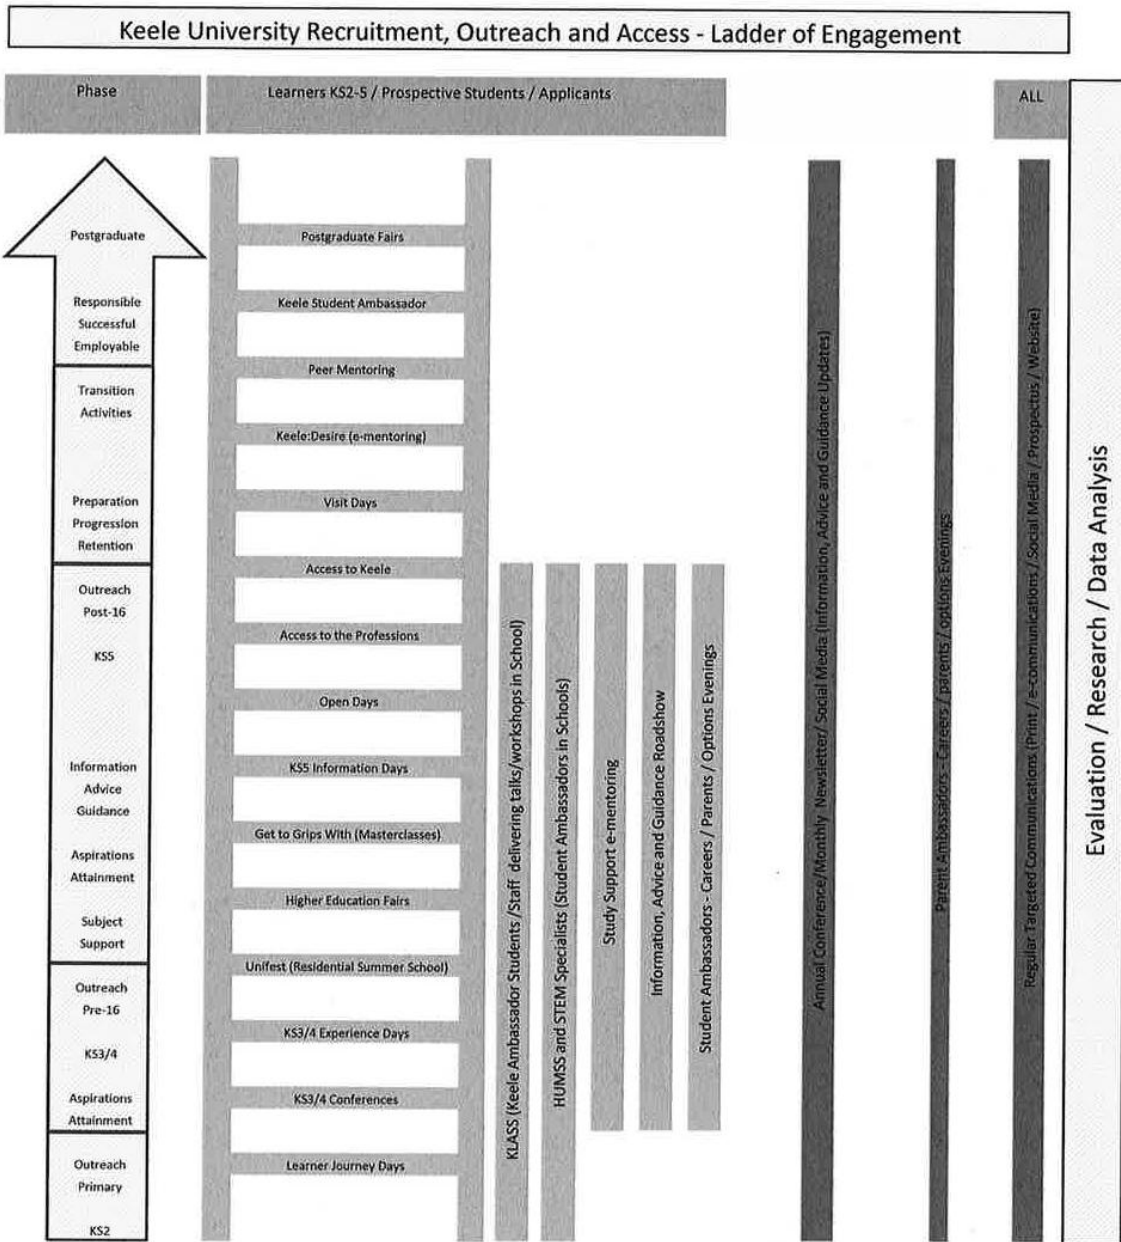 Keele University Recruitment, Outreach and Access - Ladder of Engagement
Phase
Learners KS2-5 / Prospective Students / Applicants
ALL
Postgraduate
Responsible
Successful
Employable
Transition
Activities
Preparation
Progression
Retention
Outreach
Post-16
KS5
Information
Advice
Guidance
Aspirations
Attainment
Subject
Support
Outreach
Pre-16
KS3/4
Aspirations
Attainment
Outreach
Primary
KS2
Postgraduate Fairs
Keele Student Ambassador
Peer Mentoring
Keele:Desire (e-mentoring)
Visit Days
Access to Keele
Access to the Professions
Open Days
KS5 Information Days
Get to Grips With (Masterclasses)
Higher Education Fairs
Unifest (Residential Summer School)
KS3/4 Experience Days
KS3/4 Conferences
Learner Journey Days
KLASS (Keele Ambassador Students /Staff delivering talks/workshops in School)
HUMSS and STEM Specialists (Student Ambassadors in Schools)
Study Support e-mentoring
Information, Advice and Guidance Roadshow
Student Ambassadors - Careers / Parents / Options Evenings
Annual Conference/Monthly Newsletter/ Social Media (Information, Advice and Guidance Updates)
Parent Ambassadors - Careers / parents / options Evenings
Regular Targeted Communications (Print / e-communications / Social Media / Prospectus / Website)
Evaluation / Research / Data Analysis